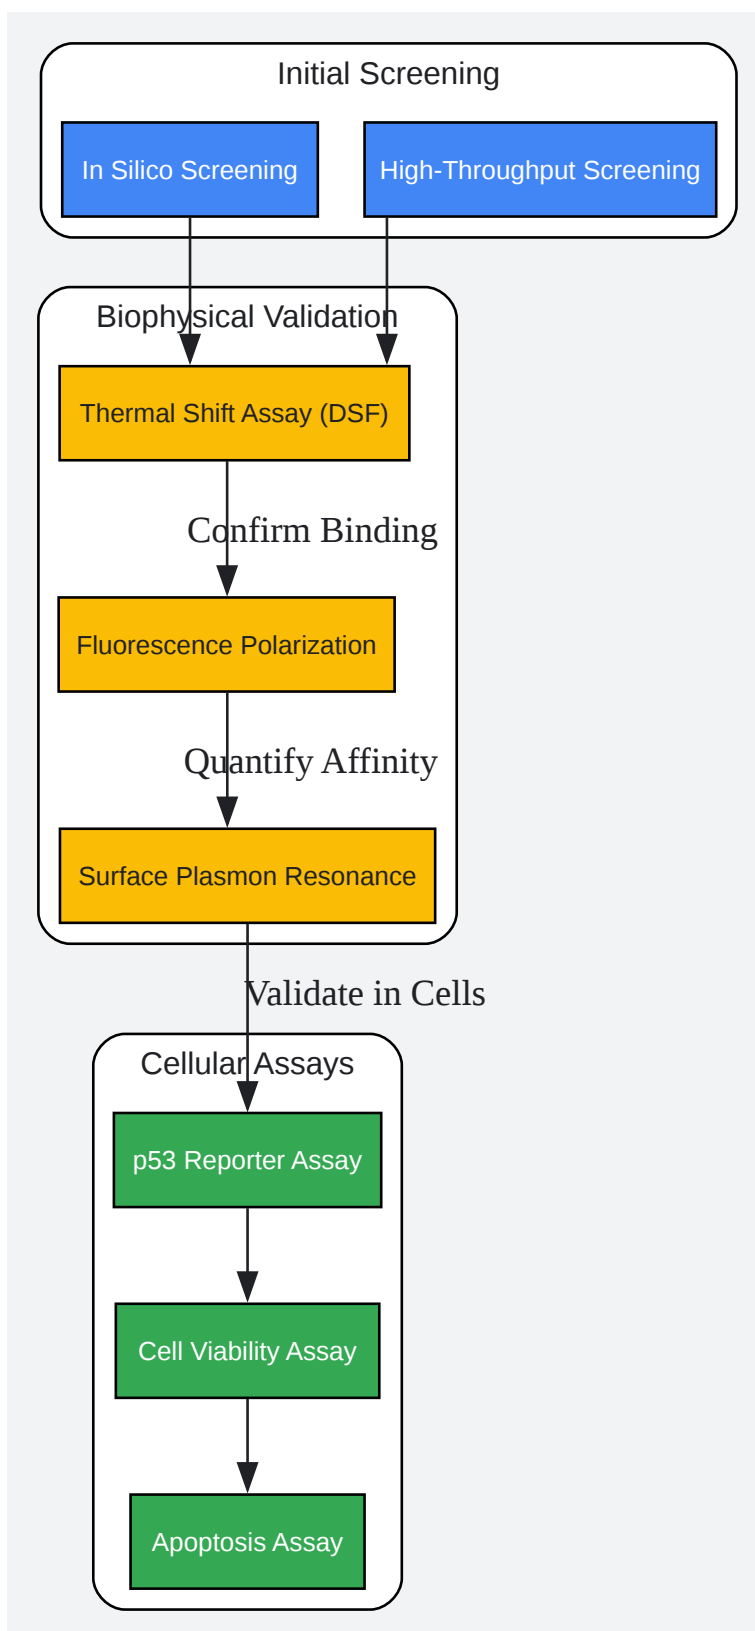 Initial Screening
In Silico Screening
High-Throughput Screening
Biophysical Validation
Thermal Shift Assay (DSF)
Confirm Binding
Fluorescence Polarization
Quantify Affinity
Surface Plasmon Resonance
Validate in Cells
Cellular Assays
p53 Reporter Assay
Cell Viability Assay
Apoptosis Assay